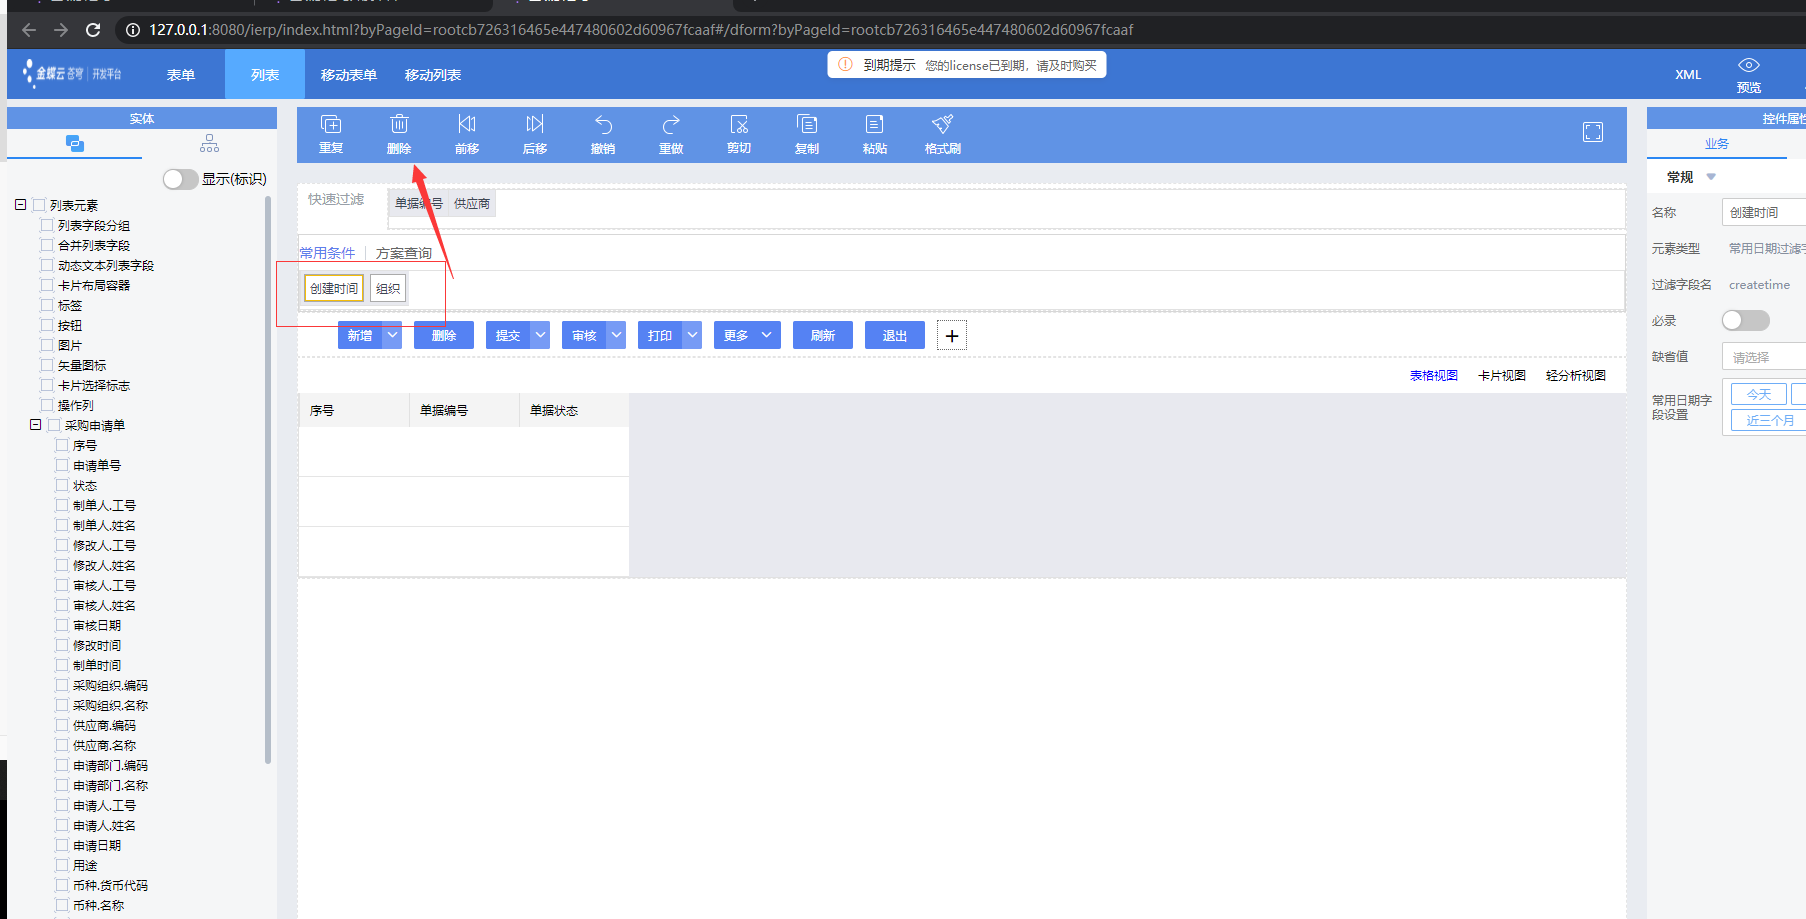 127.0.0.1:8080/ierp/index.html?byPageId=rootcb726316465e447480602d60967fcaaf#/dform?byPageId=rootcb726316465e447480602d60967fcaaf
金蝶云 苍穹 | 开发平台
表单
列表
移动表单
移动列表
到期提示 您的license已到期，请及时购买
XML
预览
实体
显示(标识)
列表元素
列表字段分组
合并列表字段
动态文本列表字段
卡片布局容器
标签
按钮
图片
矢量图标
卡片选择标志
操作列
采购申请单
序号
申请单号
状态
制单人.工号
制单人.姓名
修改人.工号
修改人.姓名
审核人.工号
审核人.姓名
审核日期
修改时间
制单时间
采购组织.编码
采购组织.名称
供应商.编码
供应商.名称
申请部门.编码
申请部门.名称
申请人.工号
申请人.姓名
申请日期
用途
币种.货币代码
币种.名称
重复
删除
前移
后移
撤销
重做
剪切
复制
粘贴
格式刷
快速过滤
单据编号
供应商
常用条件
方案查询
创建时间
组织
新增
删除
提交
审核
打印
更多
刷新
退出
+
表格视图
卡片视图
轻分析视图
序号
单据编号
单据状态
控件属性
业务
常规
名称
创建时间
元素类型
常用日期过滤字
过滤字段名
createtime
必录
缺省值
请选择
常用日期字
段设置
今天
近三个月